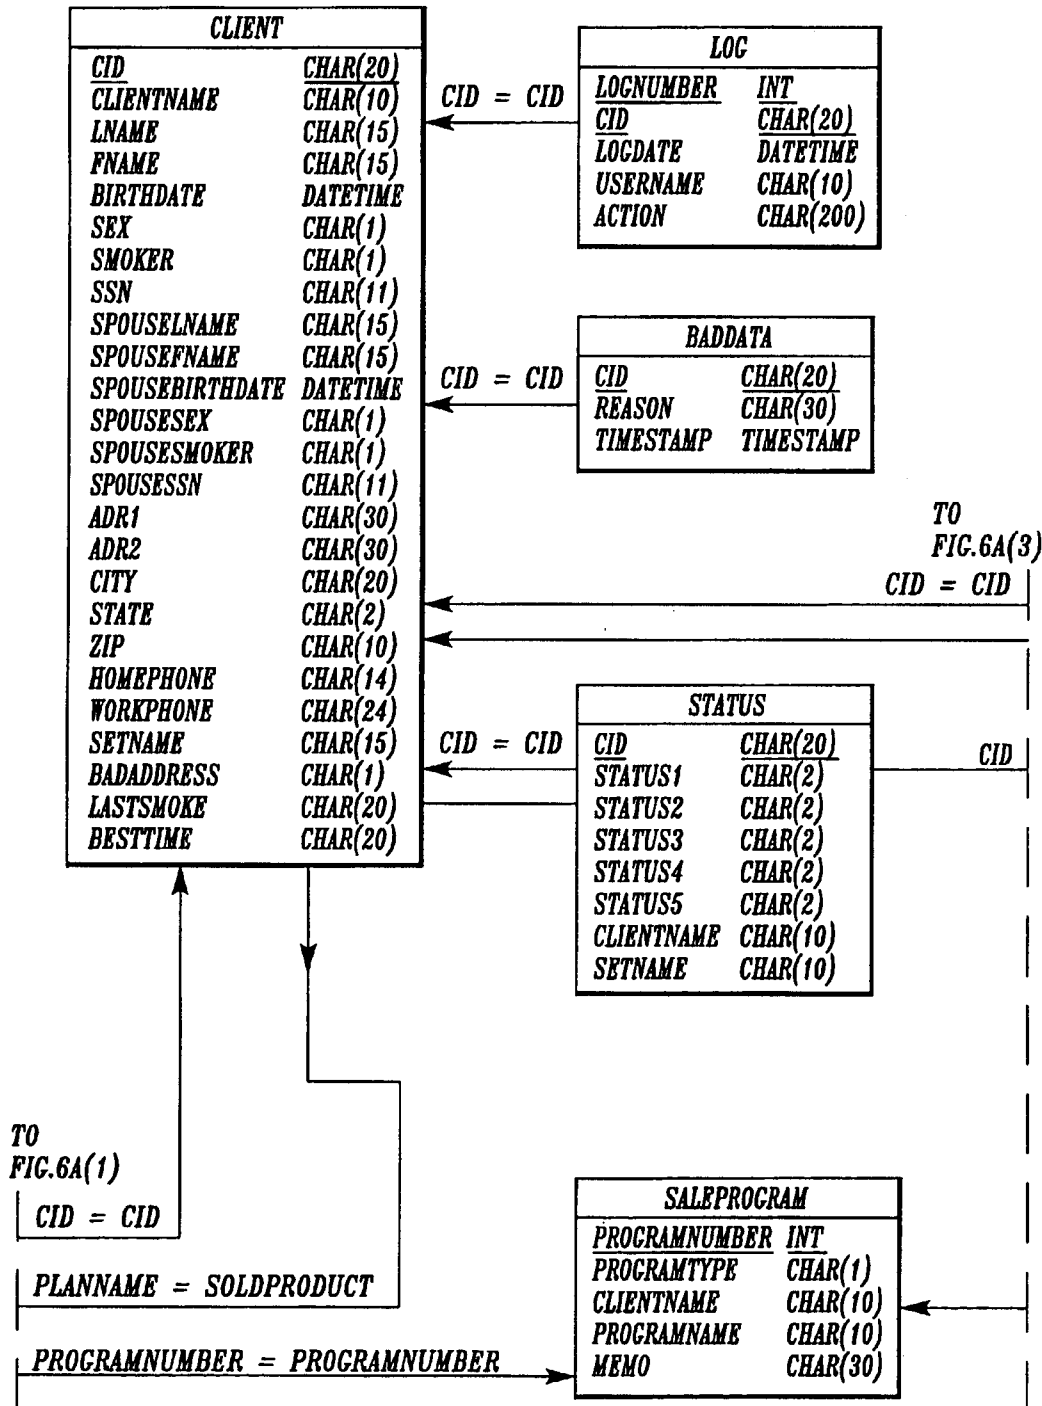 CLIENT
CID CHAR(20)
CLIENTNAME CHAR(10)
LNAME CHAR(15)
FNAME CHAR(15)
BIRTHDATE DATETIME
SEX CHAR(1)
SMOKER CHAR(1)
SSN CHAR(11)
SPOUSELNAME CHAR(15)
SPOUSEFNAME CHAR(15)
SPOUSEBIRTHDATE DATETIME
SPOUSESEX CHAR(1)
SPOUSESMOKER CHAR(1)
SPOUSESSN CHAR(11)
ADR1 CHAR(30)
ADR2 CHAR(30)
CITY CHAR(20)
STATE CHAR(2)
ZIP CHAR(10)
HOMEPHONE CHAR(14)
WORKPHONE CHAR(24)
SETNAME CHAR(15)
BADADDRESS CHAR(1)
LASTSMOKE CHAR(20)
BESTTIME CHAR(20)
CID = CID
LOG
LOGNUMBER INT
CID CHAR(20)
LOGDATE DATETIME
USERNAME CHAR(10)
ACTION CHAR(200)
CID = CID
BADDATA
CID CHAR(20)
REASON CHAR(30)
TIMESTAMP TIMESTAMP
TO
FIG.6A(3)
CID = CID
CID = CID
STATUS
CID CHAR(20)
STATUS1 CHAR(2)
STATUS2 CHAR(2)
STATUS3 CHAR(2)
STATUS4 CHAR(2)
STATUS5 CHAR(2)
CLIENTNAME CHAR(10)
SETNAME CHAR(10)
CID
TO
FIG.6A(1)
CID = CID
PLANNAME = SOLDPRODUCT
PROGRAMNUMBER = PROGRAMNUMBER
SALEPROGRAM
PROGRAMNUMBER INT
PROGRAMTYPE CHAR(1)
CLIENTNAME CHAR(10)
PROGRAMNAME CHAR(10)
MEMO CHAR(30)